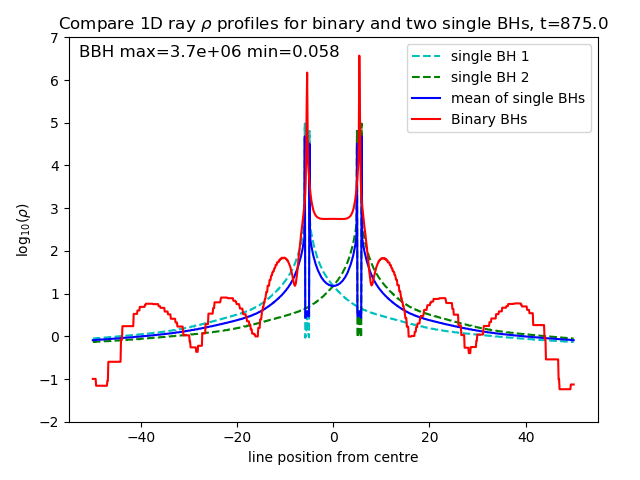 Compare 1D ray ρ profiles for binary and two single BHs, t=875.0
BBH max=3.7e+06 min=0.058
single BH 1
single BH 2
mean of single BHs
Binary BHs
7
6
5
4
3
2
1
0
−1
−2
log₁₀(ρ)
−40 −20 0 20 40
line position from centre